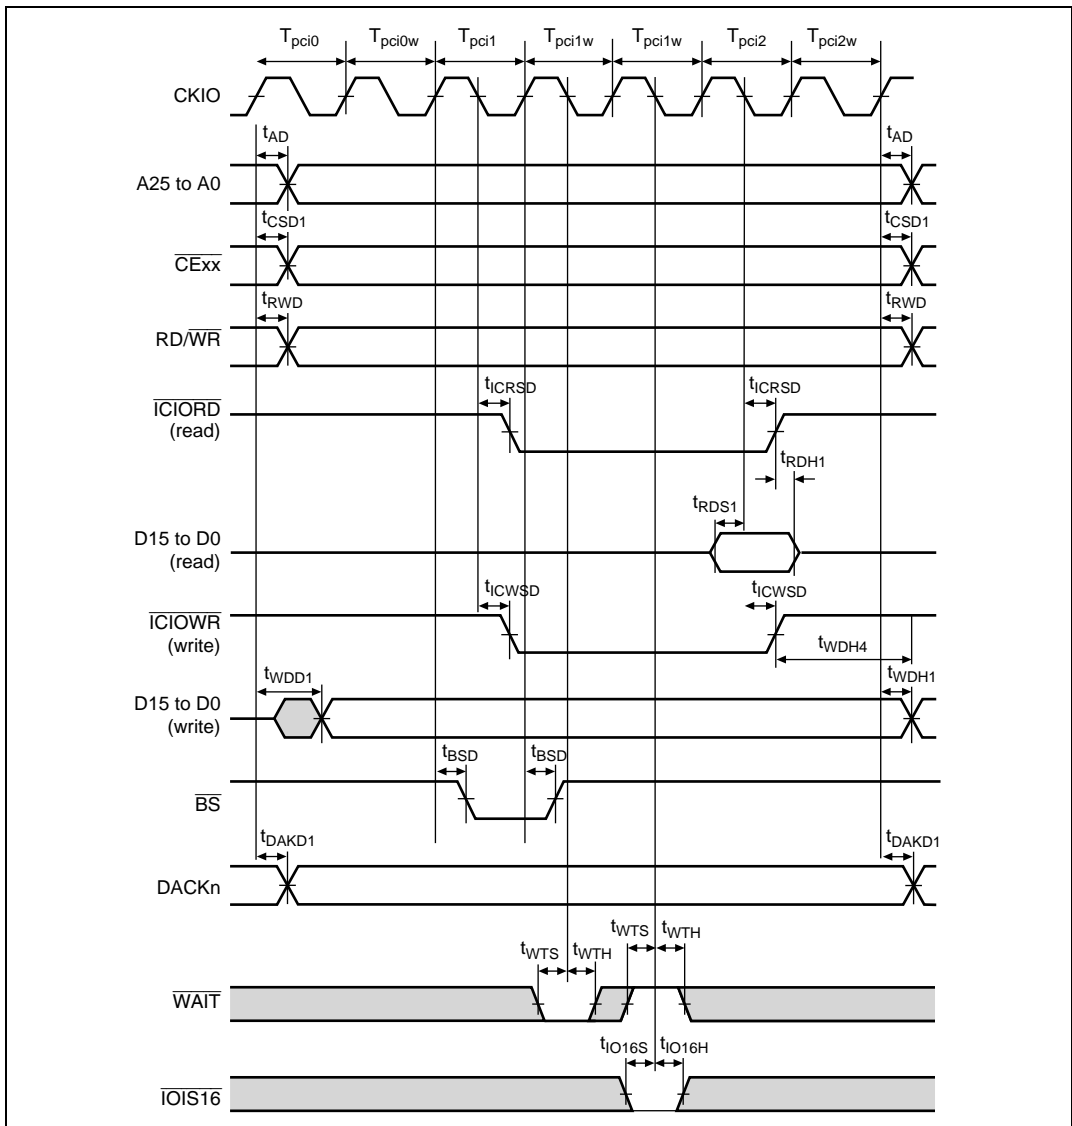 Tpci0 Tpci0w Tpci1 Tpci1w Tpci1w Tpci2 Tpci2w
CKIO
tAD tAD
A25 to A0
tCSD1 tCSD1
CExx
tRWD tRWD
RD/WR
tICRSD tICRSD
ICIORD
(read)
tRDH1
tRDS1
D15 to D0
(read)
tICWSD tICWSD
ICIOWR
(write)
tWDH4
tWDD1 tWDH1
D15 to D0
(write)
tBSD tBSD
BS
tDAKD1 tDAKD1
DACKn
tWTS tWTH tWTS tWTH
WAIT
tIO16S tIO16H
IOIS16